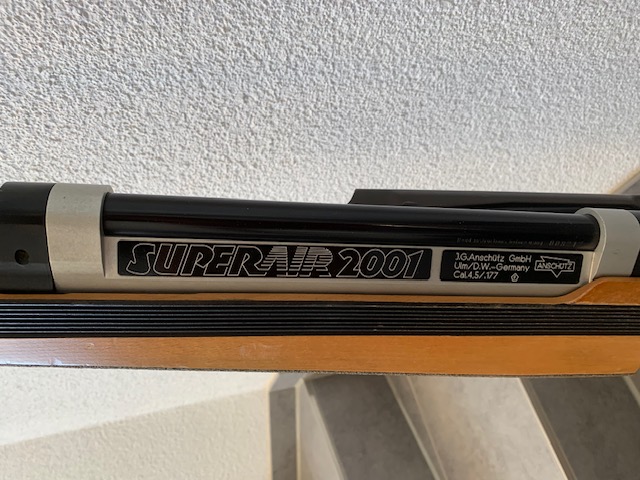 SUPERAIR 2001
J.G.Anschütz GmbH
Ulm/D.W.-Germany
Cal.4,5/.177
F
ANSCHÜTZ